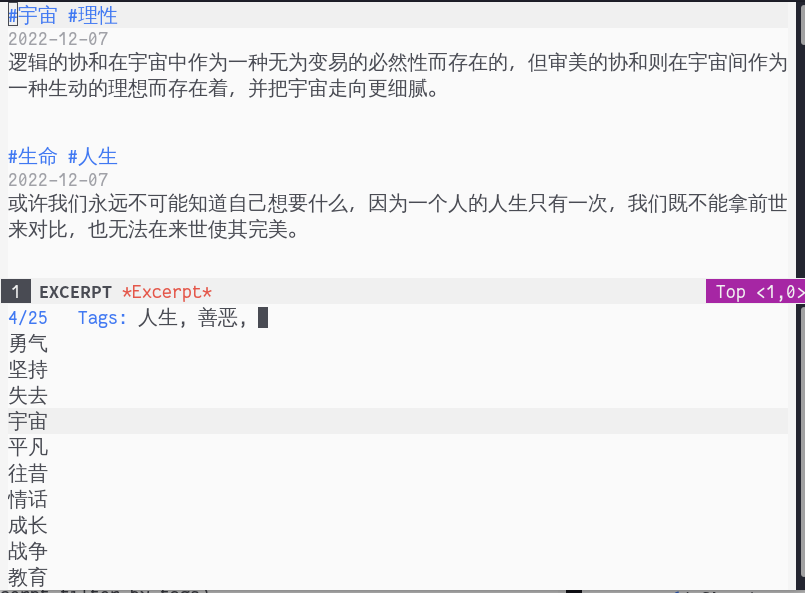 #宇宙 #理性
2022-12-07
逻辑的协和在宇宙中作为一种无为变易的必然性而存在的，但审美的协和则在宇宙间作为
一种生动的理想而存在着，并把宇宙走向更细腻。
#生命 #人生
2022-12-07
或许我们永远不可能知道自己想要什么，因为一个人的人生只有一次，我们既不能拿前世
来对比，也无法在来世使其完美。
1 EXCERPT *Excerpt* Top <1,0>
4/25 Tags: 人生, 善恶,
勇气
坚持
失去
宇宙
平凡
往昔
情话
成长
战争
教育